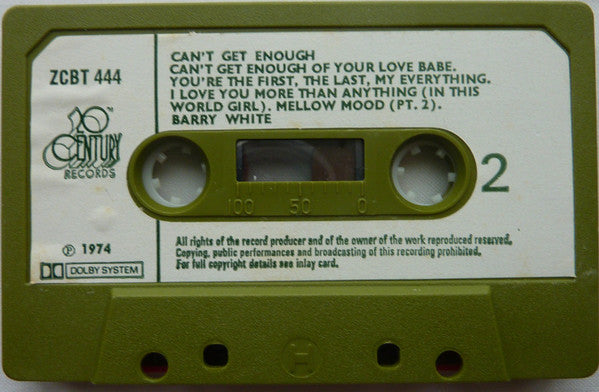 ZCBT 444
20™
CENTURY
RECORDS
℗ 1974
DOLBY SYSTEM
CAN'T GET ENOUGH
CAN'T GET ENOUGH OF YOUR LOVE BABE.
YOU'RE THE FIRST, THE LAST, MY EVERYTHING.
I LOVE YOU MORE THAN ANYTHING (IN THIS
WORLD GIRL). MELLOW MOOD (PT. 2).
BARRY WHITE
2
100 50 0
All rights of the record producer and of the owner of the work reproduced reserved.
Copying, public performances and broadcasting of this recording prohibited.
For full copyright details see inlay card.
H